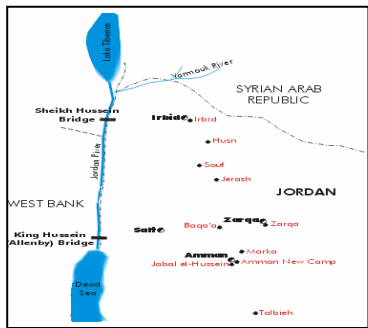 Lake Tiberias
Yarmouk River
SYRIAN ARAB
REPUBLIC
Sheikh Hussein
Bridge
Irbid
Irbid
Husn
Jordan River
Souf
Jerash
JORDAN
WEST BANK
Zarqa
Baqa'a
Zarqa
Salt
King Hussein
(Allenby) Bridge
Marka
Amman
Amman New Camp
Jabal el-Hussein
Dead
Sea
Talbieh